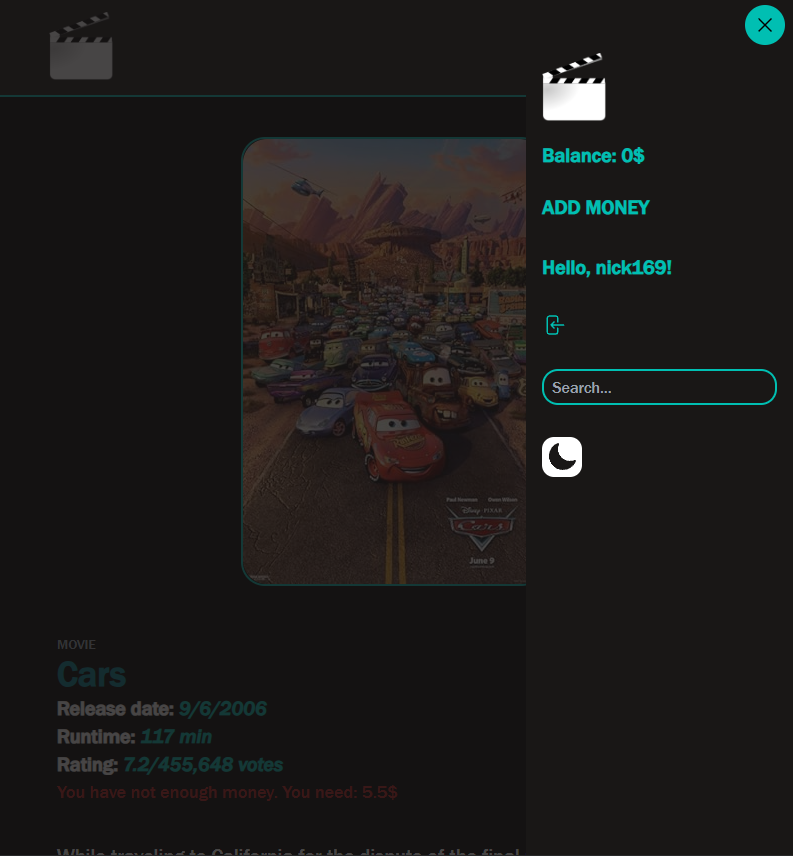 Balance: 0$
ADD MONEY
Hello, nick169!
Search...
Paul Newman Owen Wilson
Disney PIXAR
Cars
June 9
MOVIE
Cars
Release date: 9/6/2006
Runtime: 117 min
Rating: 7.2/455,648 votes
You have not enough money. You need: 5.5$
While traveling to California for the dispute of the final